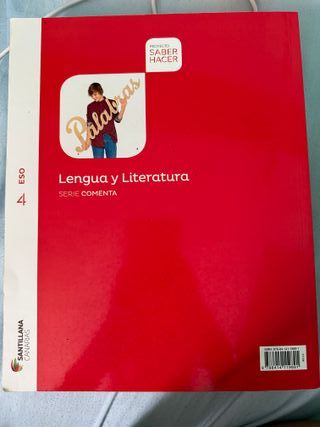 PROYECTO
SABER
HACER
Palabras
Lengua y Literatura
SERIE COMENTA
4 ESO
SANTILLANA
CANARIAS